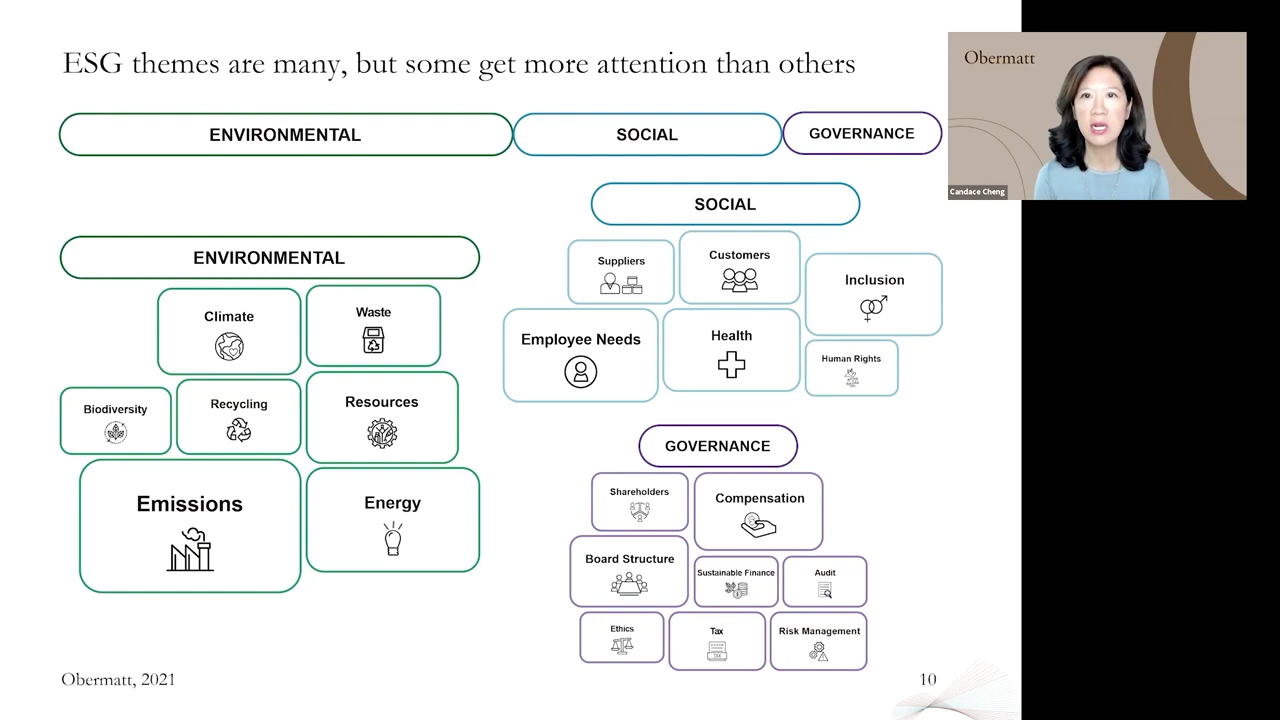 ESG themes are many, but some get more attention than others
ENVIRONMENTAL
SOCIAL
GOVERNANCE
ENVIRONMENTAL
Climate
Waste
Biodiversity
Recycling
Resources
Emissions
Energy
SOCIAL
Suppliers
Customers
Inclusion
Employee Needs
Health
Human Rights
GOVERNANCE
Shareholders
Compensation
Board Structure
Sustainable Finance
Audit
Ethics
Tax
TAX
Risk Management
Obermatt, 2021
10
Obermatt
Candace Cheng